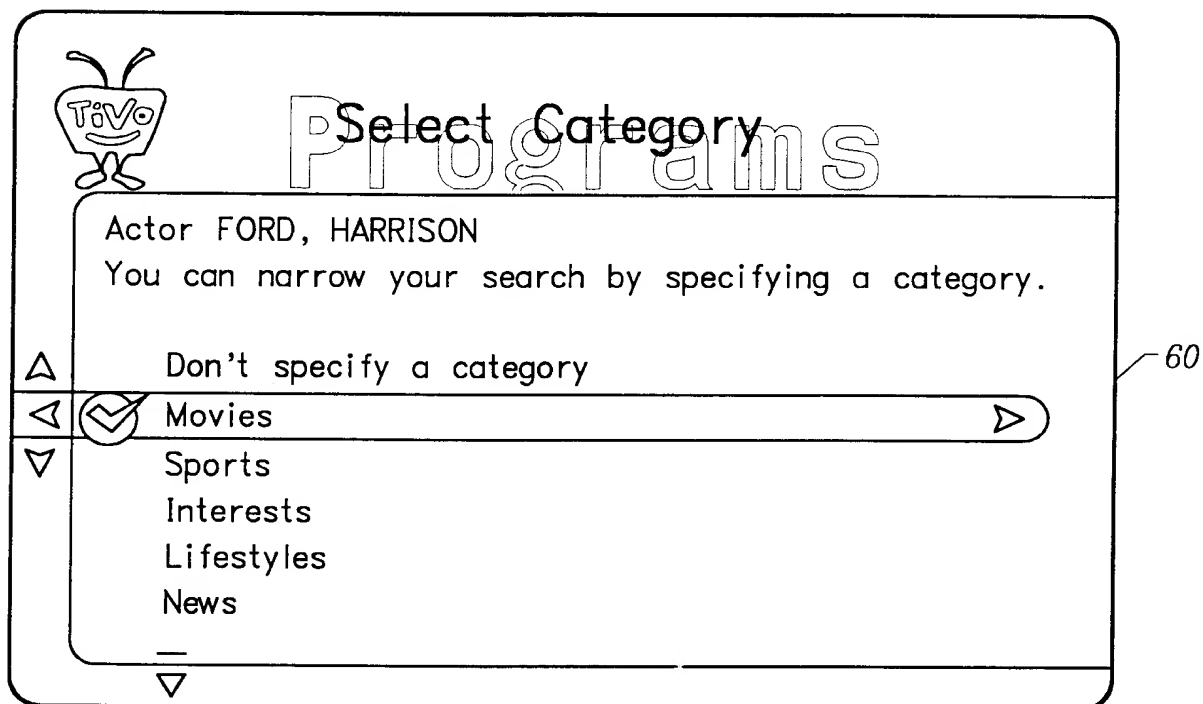 TiVo
Programs
Select Category
Actor FORD, HARRISON
You can narrow your search by specifying a category.
Don't specify a category
60
Movies
Sports
Interests
Lifestyles
News